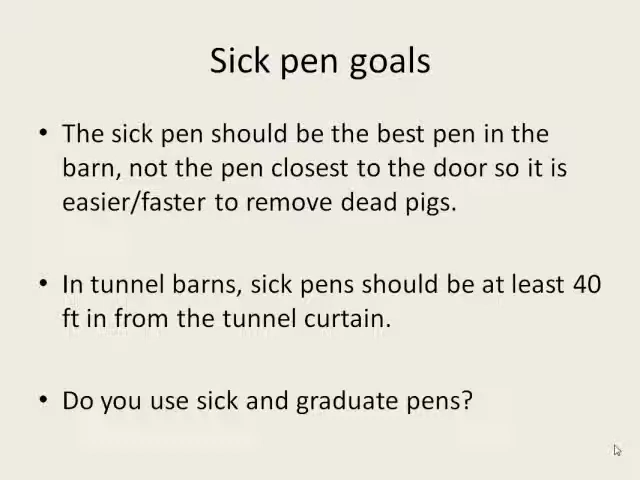 Sick pen goals
• The sick pen should be the best pen in the
barn, not the pen closest to the door so it is
easier/faster to remove dead pigs.
• In tunnel barns, sick pens should be at least 40
ft in from the tunnel curtain.
• Do you use sick and graduate pens?